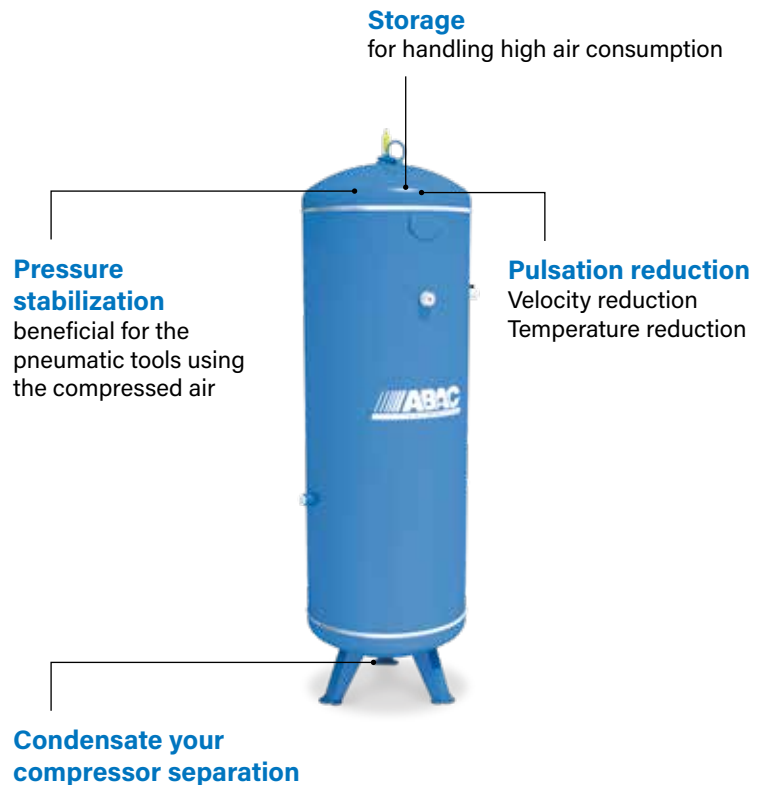 Storage
for handling high air consumption
Pressure
stabilization
beneficial for the
pneumatic tools using
the compressed air
Pulsation reduction
Velocity reduction
Temperature reduction
ABAC
Condensate your
compressor separation